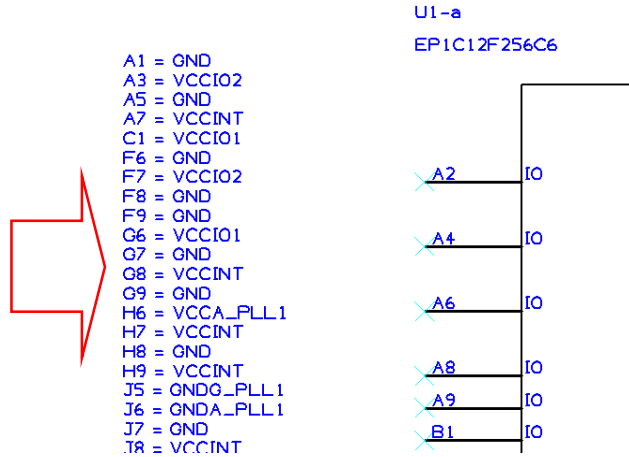 U1-a
EP1C12F256C6
A1 = GND
A3 = VCCIO2
A5 = GND
A7 = VCCINT
C1 = VCCIO1
F6 = GND
F7 = VCCIO2
F8 = GND
F9 = GND
G6 = VCCIO1
G7 = GND
G8 = VCCINT
G9 = GND
H6 = VCCA_PLL1
H7 = VCCINT
H8 = GND
H9 = VCCINT
J5 = GNDG_PLL1
J6 = GNDA_PLL1
J7 = GND
J8 = VCCINT
A2 IO
A4 IO
A6 IO
A8 IO
A9 IO
B1 IO